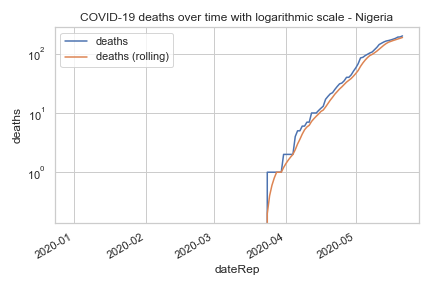 COVID-19 deaths over time with logarithmic scale - Nigeria
deaths
deaths (rolling)
10²
10¹
10⁰
deaths
2020-01
2020-02
2020-03
2020-04
2020-05
dateRep